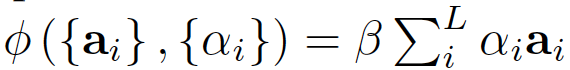 ϕ ({𝐚ᵢ} , {αᵢ}) = β ∑ᵢᴸ αᵢ𝐚ᵢ